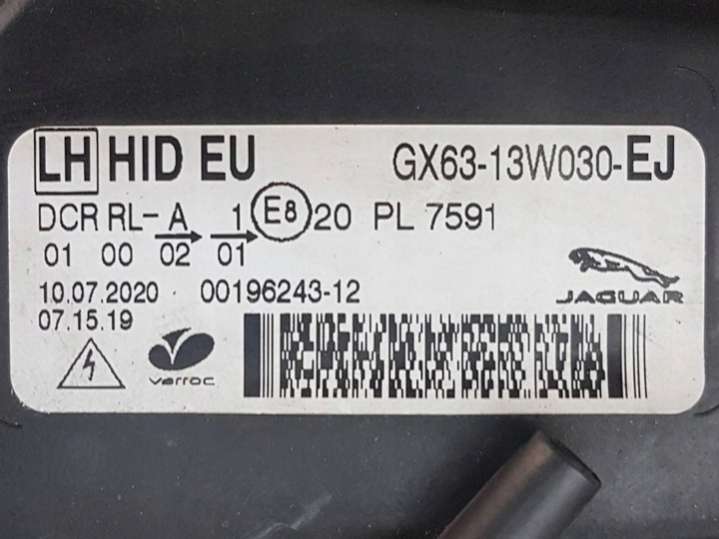 LH HID EU GX63-13W030-EJ
DCR RL-A 1 E8 20 PL 7591
01 00 02 01
10.07.2020 00196243-12
07.15.19
JAGUAR
varroc